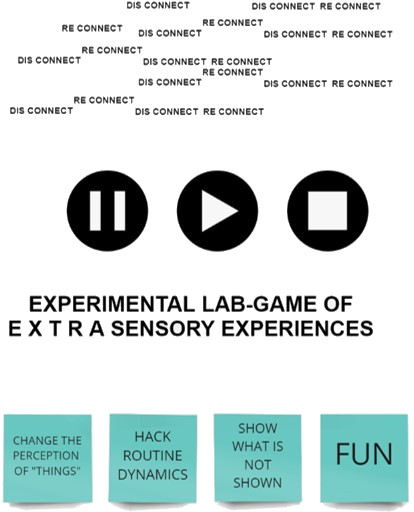 DIS CONNECT
DIS CONNECT RE CONNECT
RE CONNECT
RE CONNECT
DIS CONNECT
DIS CONNECT RE CONNECT
RE CONNECT
DIS CONNECT
DIS CONNECT RE CONNECT
RE CONNECT
DIS CONNECT
DIS CONNECT RE CONNECT
RE CONNECT
DIS CONNECT
DIS CONNECT RE CONNECT
EXPERIMENTAL LAB-GAME OF
E X T R A SENSORY EXPERIENCES
CHANGE THE
PERCEPTION
OF "THINGS"
HACK
ROUTINE
DYNAMICS
SHOW
WHAT IS
NOT
SHOWN
FUN